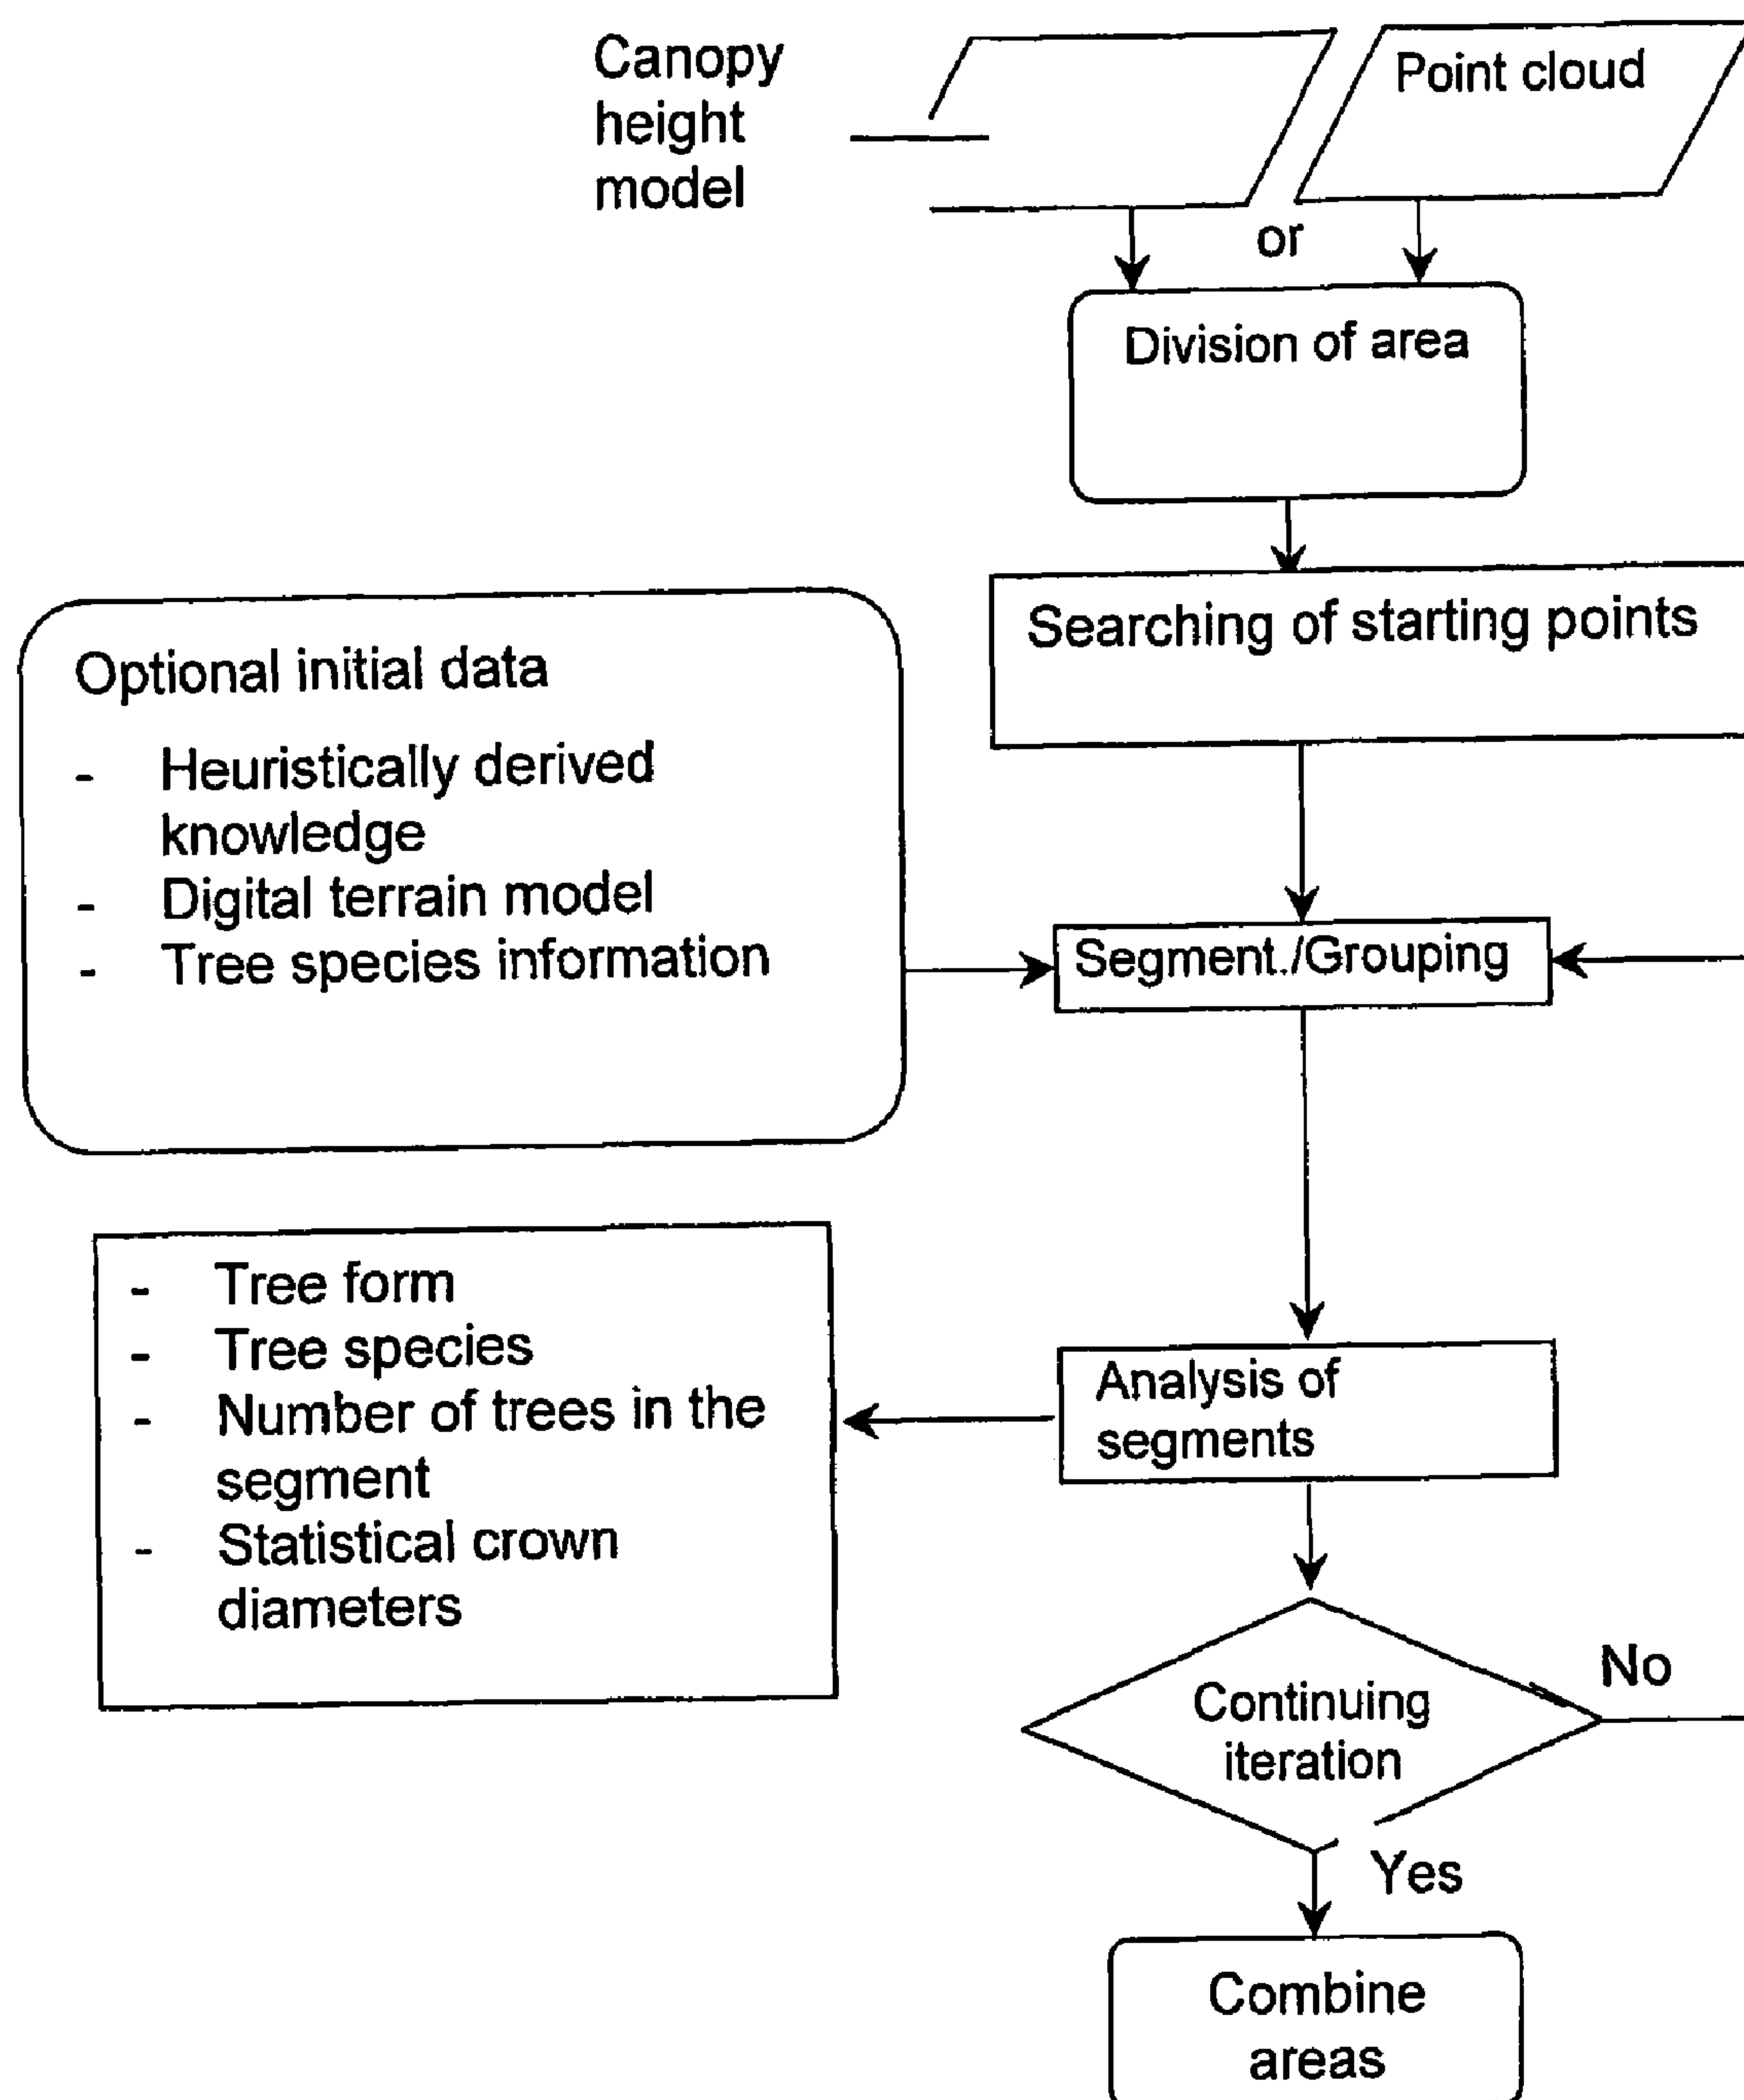 Canopy
height
model
Point cloud
or
Division of area
Searching of starting points
Optional initial data
- Heuristically derived
knowledge
- Digital terrain model
- Tree species information
Segment./Grouping
- Tree form
- Tree species
- Number of trees in the
segment
- Statistical crown
diameters
Analysis of
segments
Continuing
iteration
No
Yes
Combine
areas